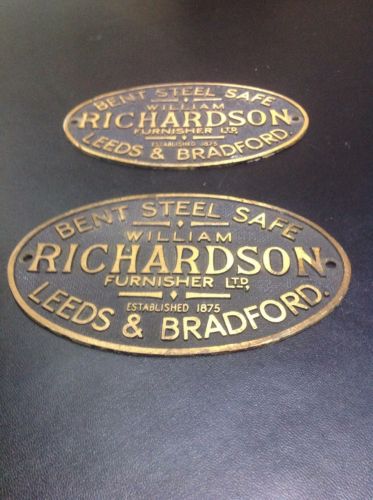 BENT STEEL SAFE
WILLIAM
RICHARDSON
FURNISHER LTD.
ESTABLISHED 1875
LEEDS & BRADFORD.
BENT STEEL SAFE
WILLIAM
RICHARDSON
FURNISHER LTD.
ESTABLISHED 1875
LEEDS & BRADFORD.